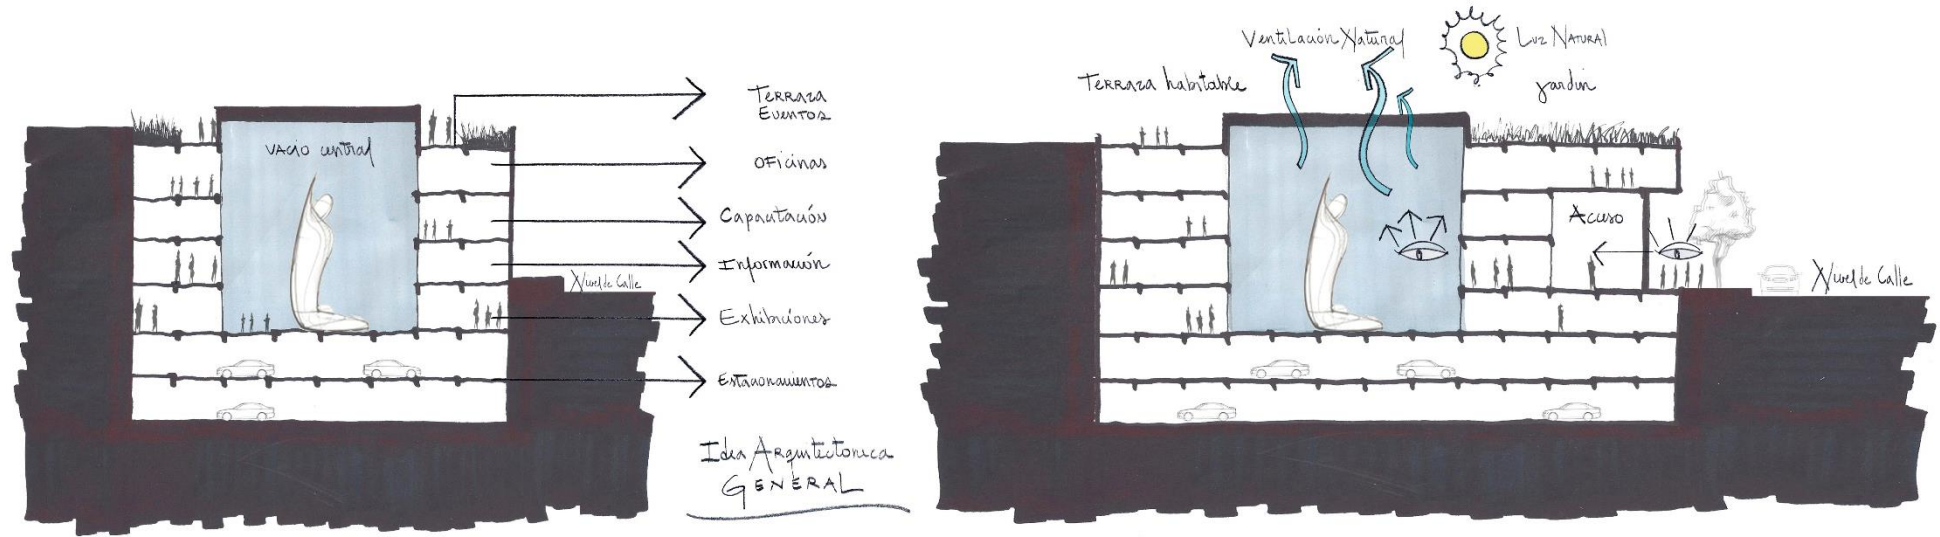 VACÍO central
TERRAZA
EVENTOS
OFicinas
Capacitación
Información
Nivel de Calle
Exhibiciones
Estacionamientos
Idea Arquitectonica
GENERAL
Ventilación Natural
Luz NATURAL
Terraza habitable
jardin
Acceso
Nivel de Calle